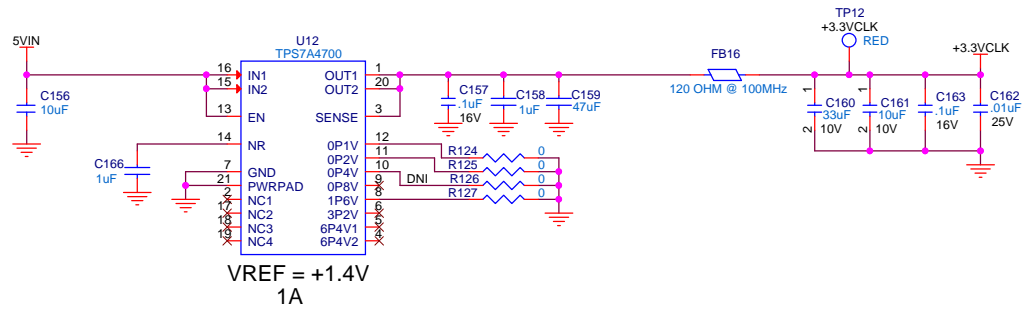 TP12
+3.3VCLK
RED
5VIN
U12
TPS7A4700
FB16
120 OHM @ 100MHz
+3.3VCLK
16
15
13
14
7
21
2
17
18
19
IN1
IN2
EN
NR
GND
PWRPAD
NC1
NC2
NC3
NC4
OUT1
OUT2
SENSE
0P1V
0P2V
0P4V
0P8V
1P6V
3P2V
6P4V1
6P4V2
1
20
3
12
11
10
9
8
6
5
4
C156
10uF
C166
1uF
C157
.1uF
16V
C158
1uF
C159
47uF
R124
0
R125
0
R126
0
R127
0
DNI
1
C160
33uF
2
10V
1
C161
10uF
2
10V
C163
.1uF
16V
C162
.01uF
25V
VREF = +1.4V
1A